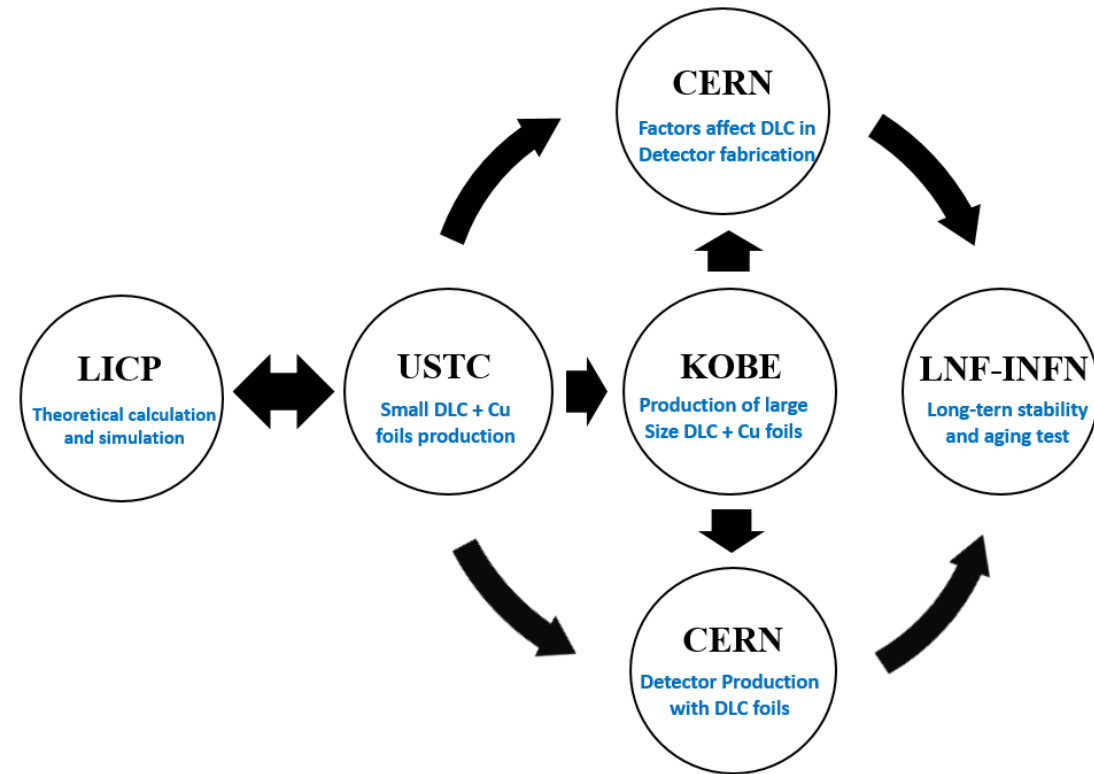 CERN
Factors affect DLC in
Detector fabrication
LICP
Theoretical calculation
and simulation
USTC
Small DLC + Cu
foils production
KOBE
Production of large
Size DLC + Cu foils
LNF-INFN
Long-tern stability
and aging test
CERN
Detector Production
with DLC foils